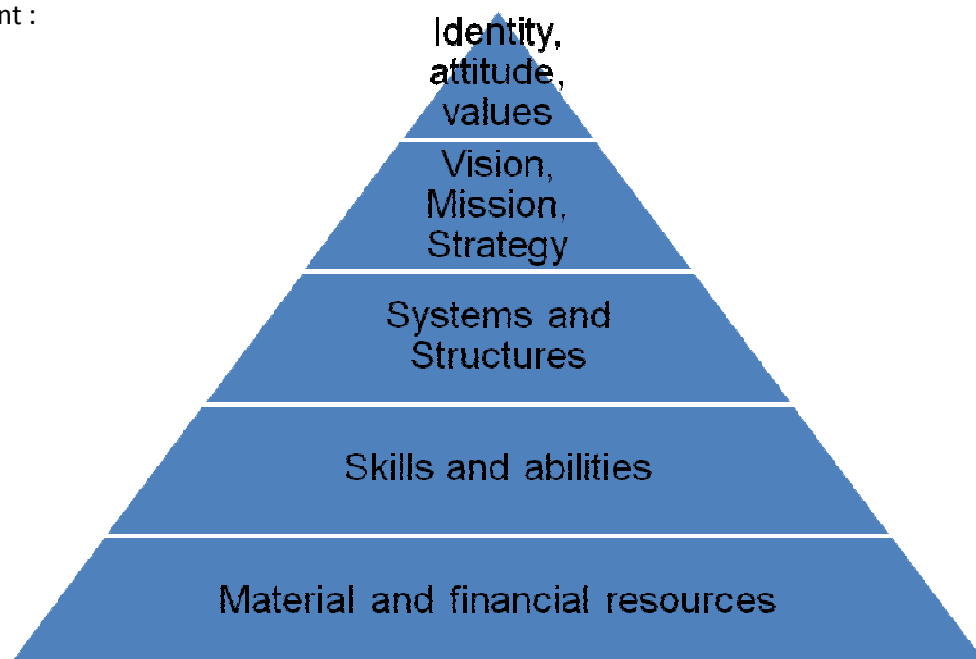 nt :
Identity,
attitude,
values
Vision,
Mission,
Strategy
Systems and
Structures
Skills and abilities
Material and financial resources